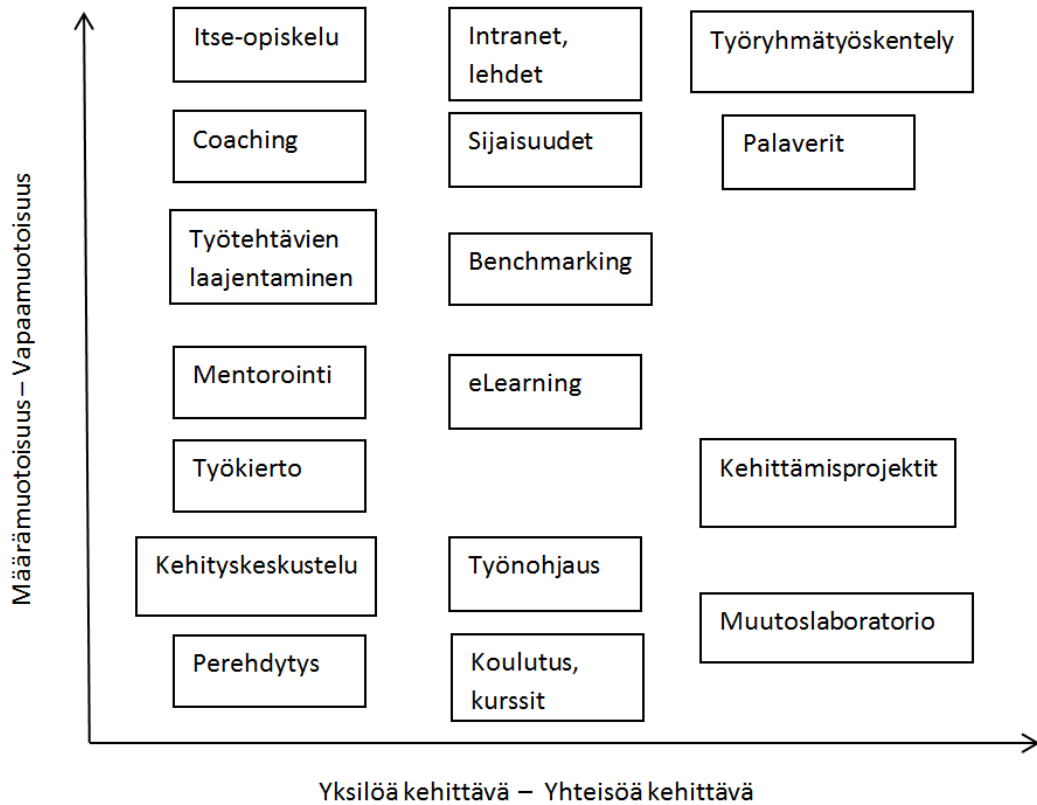 Määrämuotoisuus – Vapaamuotoisuus
Itse-opiskelu
Intranet,
lehdet
Työryhmätyöskentely
Coaching
Sijaisuudet
Palaverit
Työtehtävien
laajentaminen
Benchmarking
Mentorointi
eLearning
Työkierto
Kehittämisprojektit
Kehityskeskustelu
Työnohjaus
Muutoslaboratorio
Perehdytys
Koulutus,
kurssit
Yksilöä kehittävä – Yhteisöä kehittävä